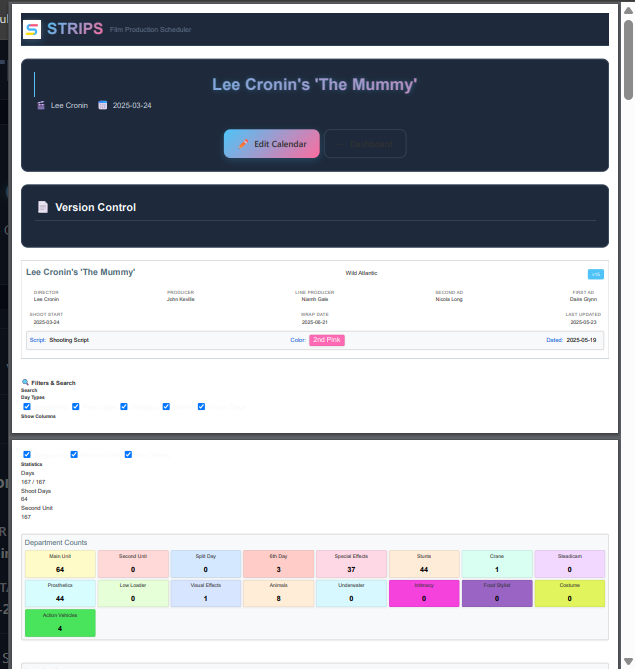 STRIPS Film Production Scheduler
Lee Cronin's 'The Mummy'
Lee Cronin 2025-03-24
Edit Calendar Dashboard
Version Control
Lee Cronin's 'The Mummy' Wild Atlantic
DIRECTOR PRODUCER LINE PRODUCER SECOND AD FIRST AD
Lee Cronin John Keville Niamh Gale Nicola Long Daire Glynn
SHOOT START WRAP DATE LAST UPDATED
2025-03-24 2025-06-21 2025-05-23
Script: Shooting Script Color: 2nd Pink Dated: 2025-05-19
Filters & Search
Search
Day Types
Show Columns
Statistics
Days
167 / 167
Shoot Days
64
Second Unit
167
Department Counts
Main Unit Second Unit Split Day 6th Day Special Effects Stunts Crane Steadicam
64 0 0 3 37 44 1 0
Prosthetics Low Loader Visual Effects Animals Underwater Intimacy Food Stylist Costume
44 0 1 8 0 0 0 0
Action Vehicles
4